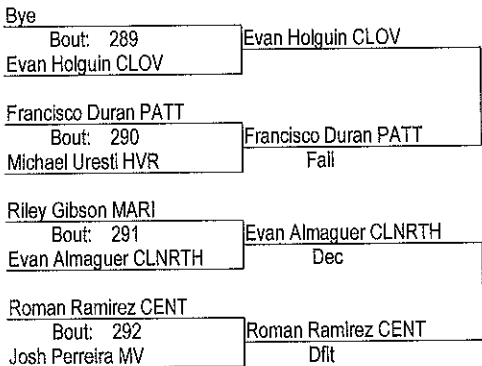 Bye
Bout: 289
Evan Holguin CLOV
Evan Holguin CLOV
Francisco Duran PATT
Bout: 290
Michael Uresti HVR
Francisco Duran PATT
Fall
Riley Gibson MARI
Bout: 291
Evan Almaguer CLNRTH
Evan Almaguer CLNRTH
Dec
Roman Ramirez CENT
Bout: 292
Josh Perreira MV
Roman Ramirez CENT
Dflt